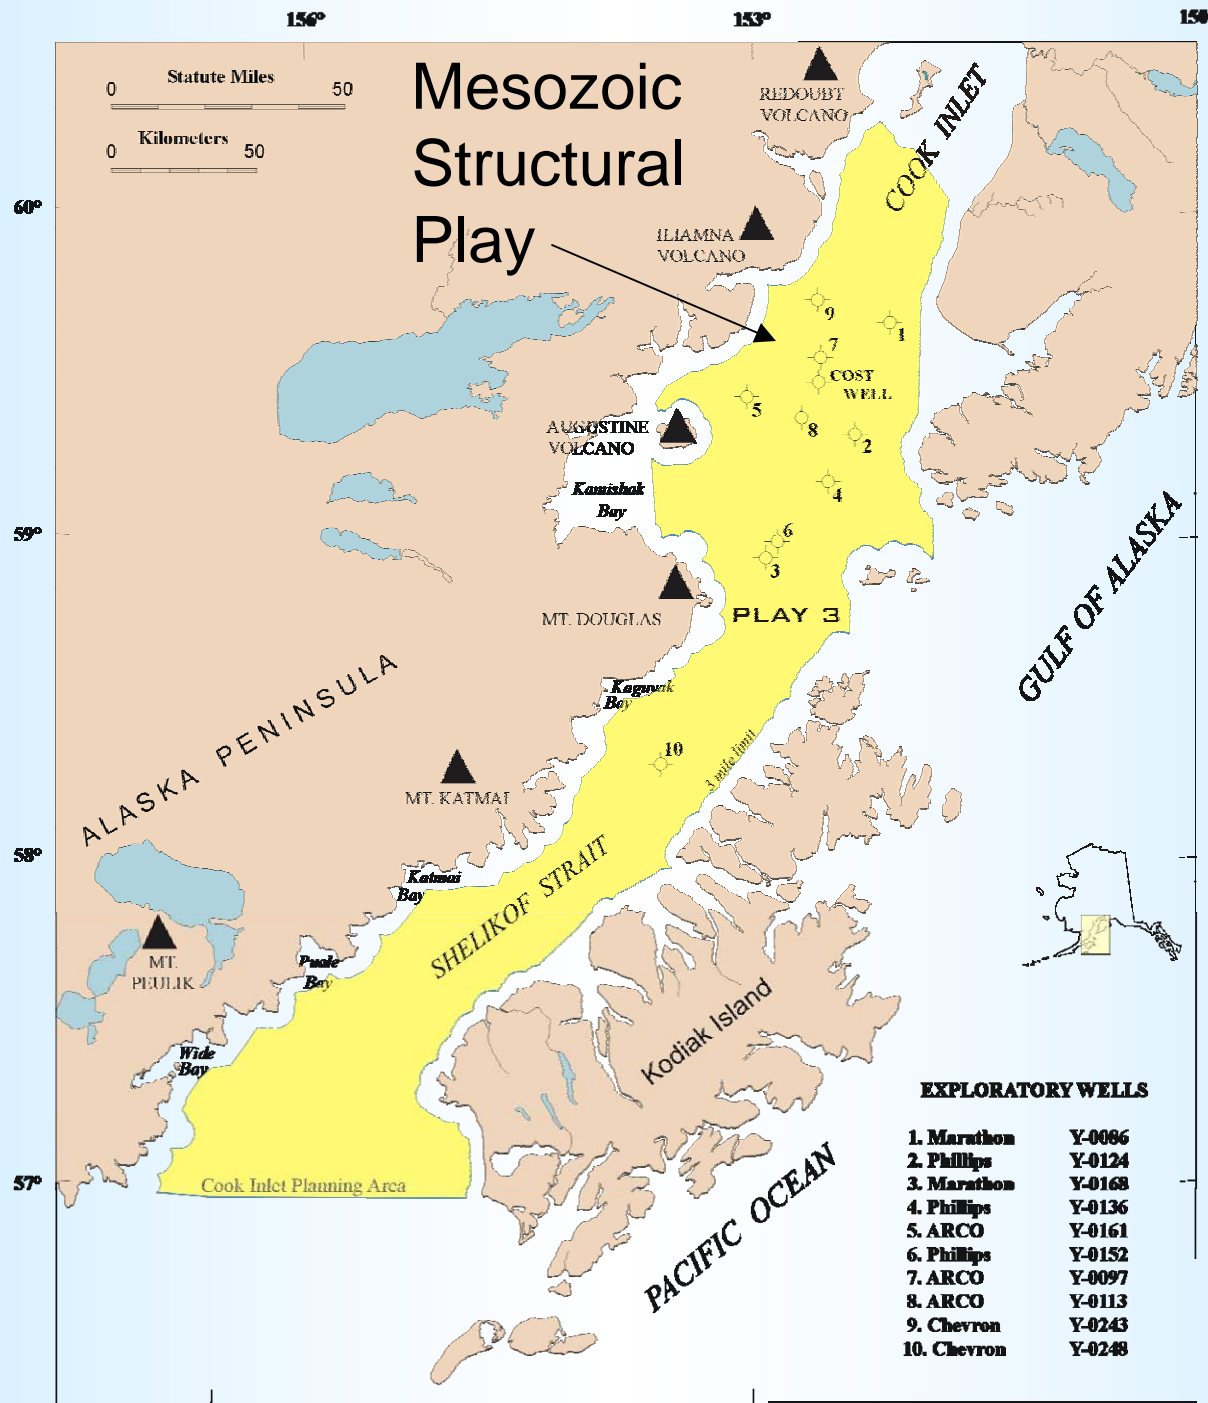 156°
153°
Statute Miles
0 50
Kilometers
0 50
Mesozoic
Structural
Play
REDOUBT
VOLCANO
COOK INLET
60°
ILIAMNA
VOLCANO
9
1
7
COST
WELL
5
8
2
AUGUSTINE
VOLCANO
Kamishak
Bay
4
59°
6
3
MT. DOUGLAS
PLAY 3
GULF OF ALASKA
ALASKA PENINSULA
Kaguyak
Bay
10
3 mile limit
MT. KATMAI
58°
Katmai
Bay
SHELIKOF STRAIT
MT.
PEULIK
Puale
Bay
Kodiak Island
Wide
Bay
57°
Cook Inlet Planning Area
PACIFIC OCEAN
EXPLORATORY WELLS
1. Marathon Y-0086
2. Phillips Y-0124
3. Marathon Y-0168
4. Phillips Y-0136
5. ARCO Y-0161
6. Phillips Y-0152
7. ARCO Y-0097
8. ARCO Y-0113
9. Chevron Y-0243
10. Chevron Y-0248